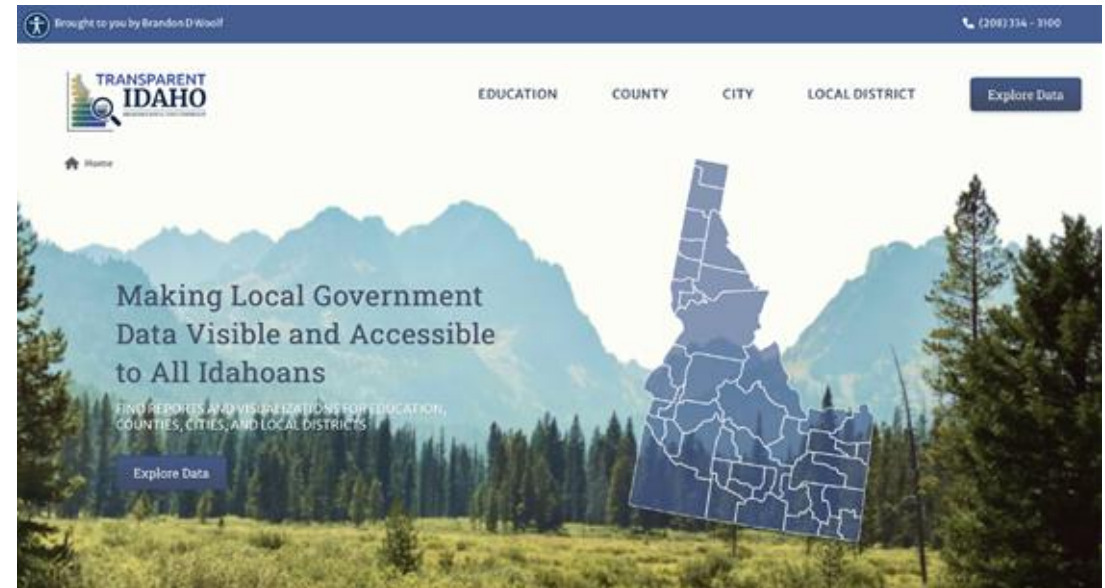 Brought to you by Brandon D Woolf
(208) 334 - 3100
TRANSPARENT
IDAHO
EDUCATION
COUNTY
CITY
LOCAL DISTRICT
Explore Data
Home
Making Local Government
Data Visible and Accessible
to All Idahoans
FIND REPORTS AND VISUALIZATIONS FOR EDUCATION,
COUNTIES, CITIES, AND LOCAL DISTRICTS
Explore Data